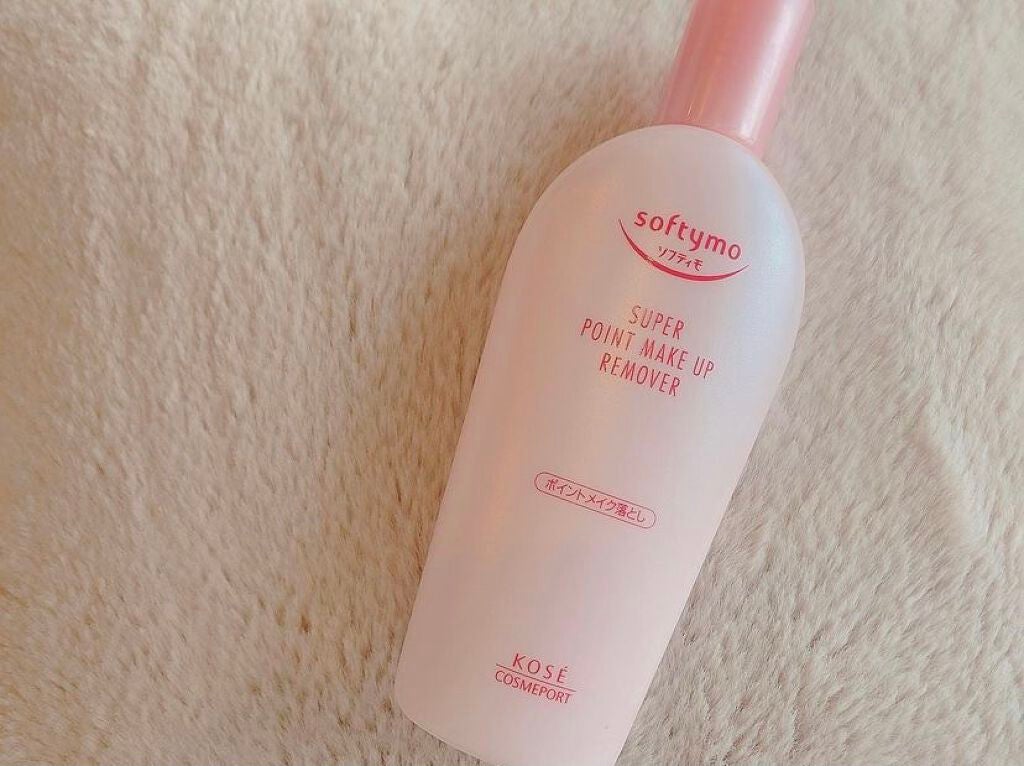 softymo
ソフティモ
SUPER
POINT MAKE UP
REMOVER
ポイントメイク落とし
KOSÉ
COSMEPORT